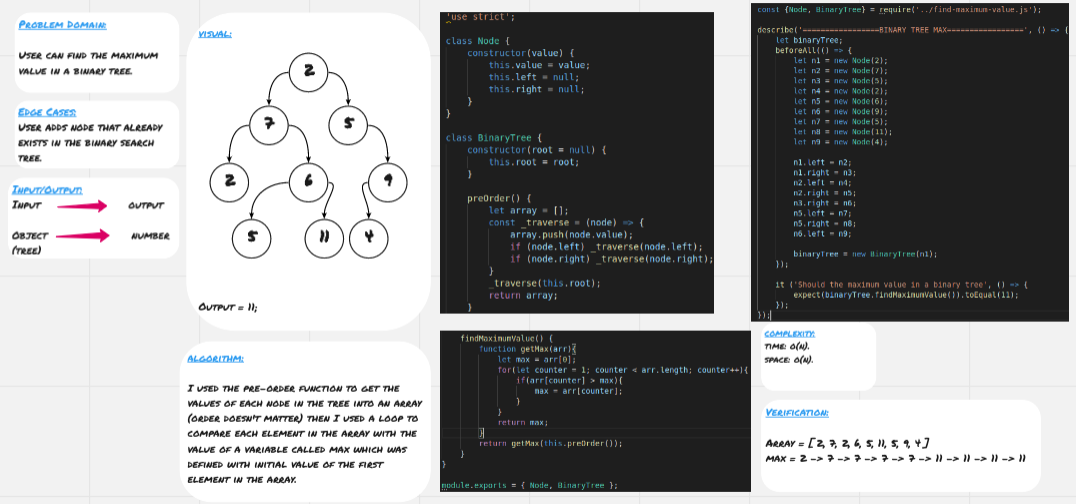 Problem Domain:
User can find the maximum
value in a binary tree.
Edge Cases:
User adds node that already
exists in the binary search
tree.
Input/Output:
Input output
Object number
(tree)
visual:
2
7 5
2 6 9
5 11 4
Output = 11;
algorithm:
I used the pre-order function to get the
values of each node in the tree into an array
(order doesn't matter) then I used a loop to
compare each element in the array with the
value of a variable called max which was
defined with initial value of the first
element in the array.
'use strict';
class Node {
constructor(value) {
this.value = value;
this.left = null;
this.right = null;
}
}
class BinaryTree {
constructor(root = null) {
this.root = root;
}
preOrder() {
let array = [];
const _traverse = (node) => {
array.push(node.value);
if (node.left) _traverse(node.left);
if (node.right) _traverse(node.right);
}
_traverse(this.root);
return array;
}
findMaximumValue() {
function getMax(arr){
let max = arr[0];
for(let counter = 1; counter < arr.length; counter++){
if(arr[counter] > max){
max = arr[counter];
}
}
return max;
}
return getMax(this.preOrder());
}
}
module.exports = { Node, BinaryTree };
const {Node, BinaryTree} = require('../find-maximum-value.js');
describe('=================BINARY TREE MAX=================', () => {
let binaryTree;
beforeAll(() => {
let n1 = new Node(2);
let n2 = new Node(7);
let n3 = new Node(5);
let n4 = new Node(2);
let n5 = new Node(6);
let n6 = new Node(9);
let n7 = new Node(5);
let n8 = new Node(11);
let n9 = new Node(4);
n1.left = n2;
n1.right = n3;
n2.left = n4;
n2.right = n5;
n3.right = n6;
n5.left = n7;
n5.right = n8;
n6.left = n9;
binaryTree = new BinaryTree(n1);
});
it ('Should the maximum value in a binary tree', () => {
expect(binaryTree.findMaximumValue()).toEqual(11);
});
});
complexity:
Time: O(n).
Space: O(n).
Verification:
Array = [ 2, 7, 2, 6, 5, 11, 5, 9, 4 ]
Max = 2 -> 7 -> 7 -> 7 -> 7 -> 11 -> 11 -> 11 -> 11